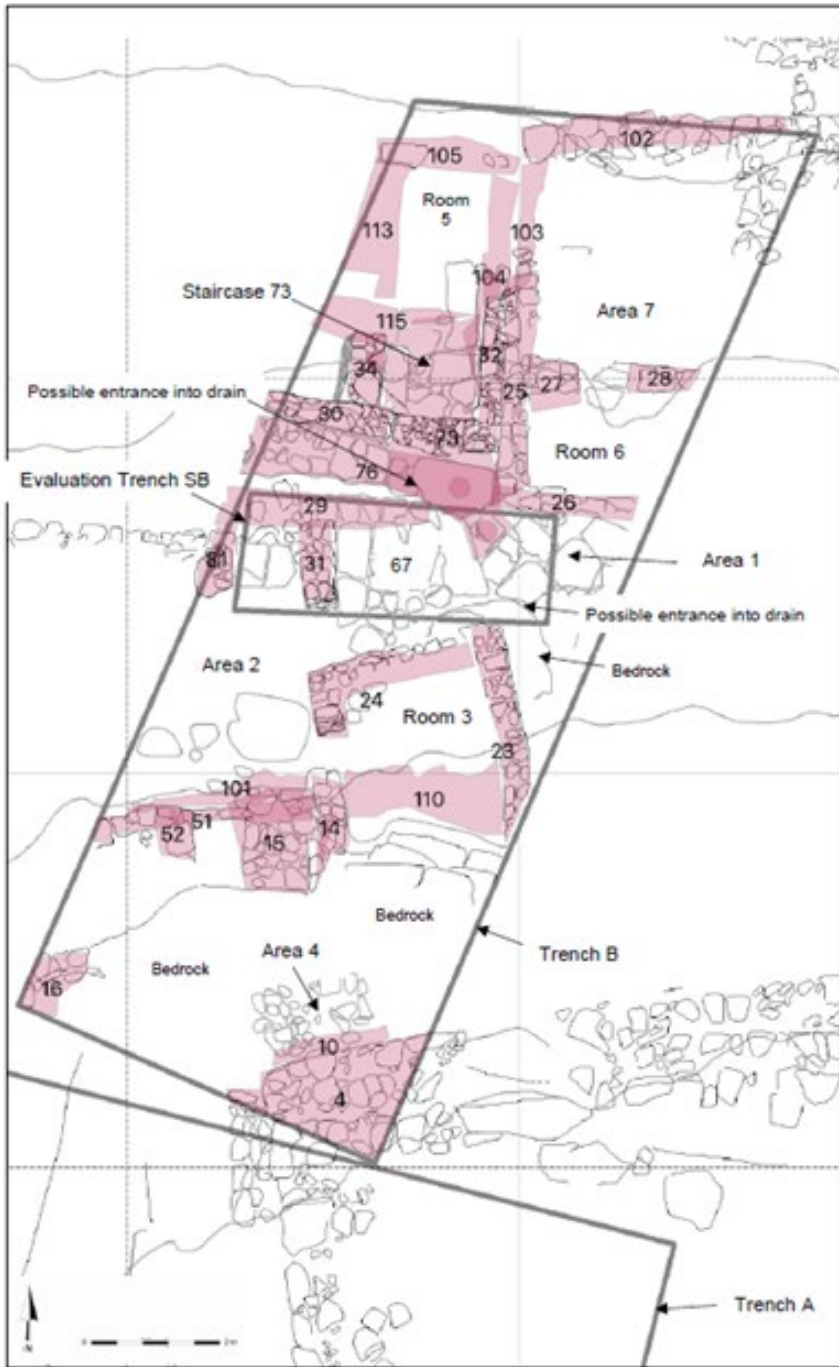 102
105
Room
5
113
103
Staircase 73
104
Area 7
115
32
34
Possible entrance into drain
25
27
28
30
Room 6
76
Evaluation Trench SB
29
26
31
67
Area 1
Possible entrance into drain
Area 2
Bedrock
24
Room 3
23
101
110
51
52
14
15
Bedrock
Area 4
Trench B
Bedrock
16
10
4
Trench A